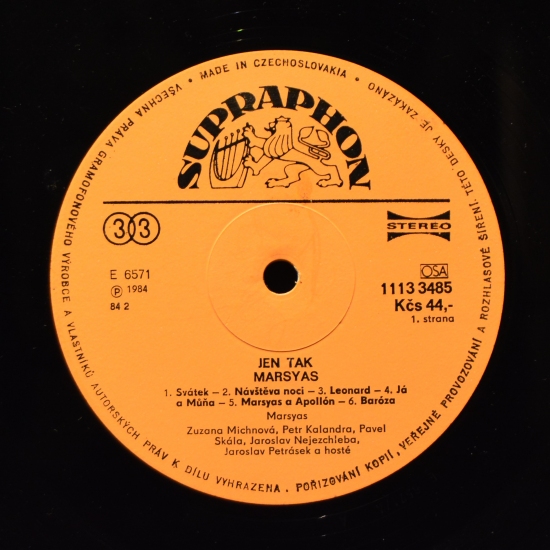 • MADE IN CZECHOSLOVAKIA •
VŠECHNA PRÁVA GRAMOFONOVÉHO VÝROBCE A VLASTNÍKŮ AUTORSKÝCH PRÁV K DÍLU VYHRAZENA. POŘIZOVÁNÍ KOPIÍ, VEŘEJNÉ PROVOZOVÁNÍ A ROZHLASOVÉ ŠÍŘENÍ TÉTO DESKY JE ZAKÁZÁNO
SUPRAPHON
33
STEREO
E 6571
Ⓟ 1984
84 2
OSA
1113 3485
Kčs 44,-
1. strana
JEN TAK
MARSYAS
1. Svátek – 2. Návštěva noci – 3. Leonard – 4. Já
a Můňa – 5. Marsyas a Apollón – 6. Baróza
Marsyas
Zuzana Michnová, Petr Kalandra, Pavel
Skála, Jaroslav Nejezchleba,
Jaroslav Petrásek a hosté